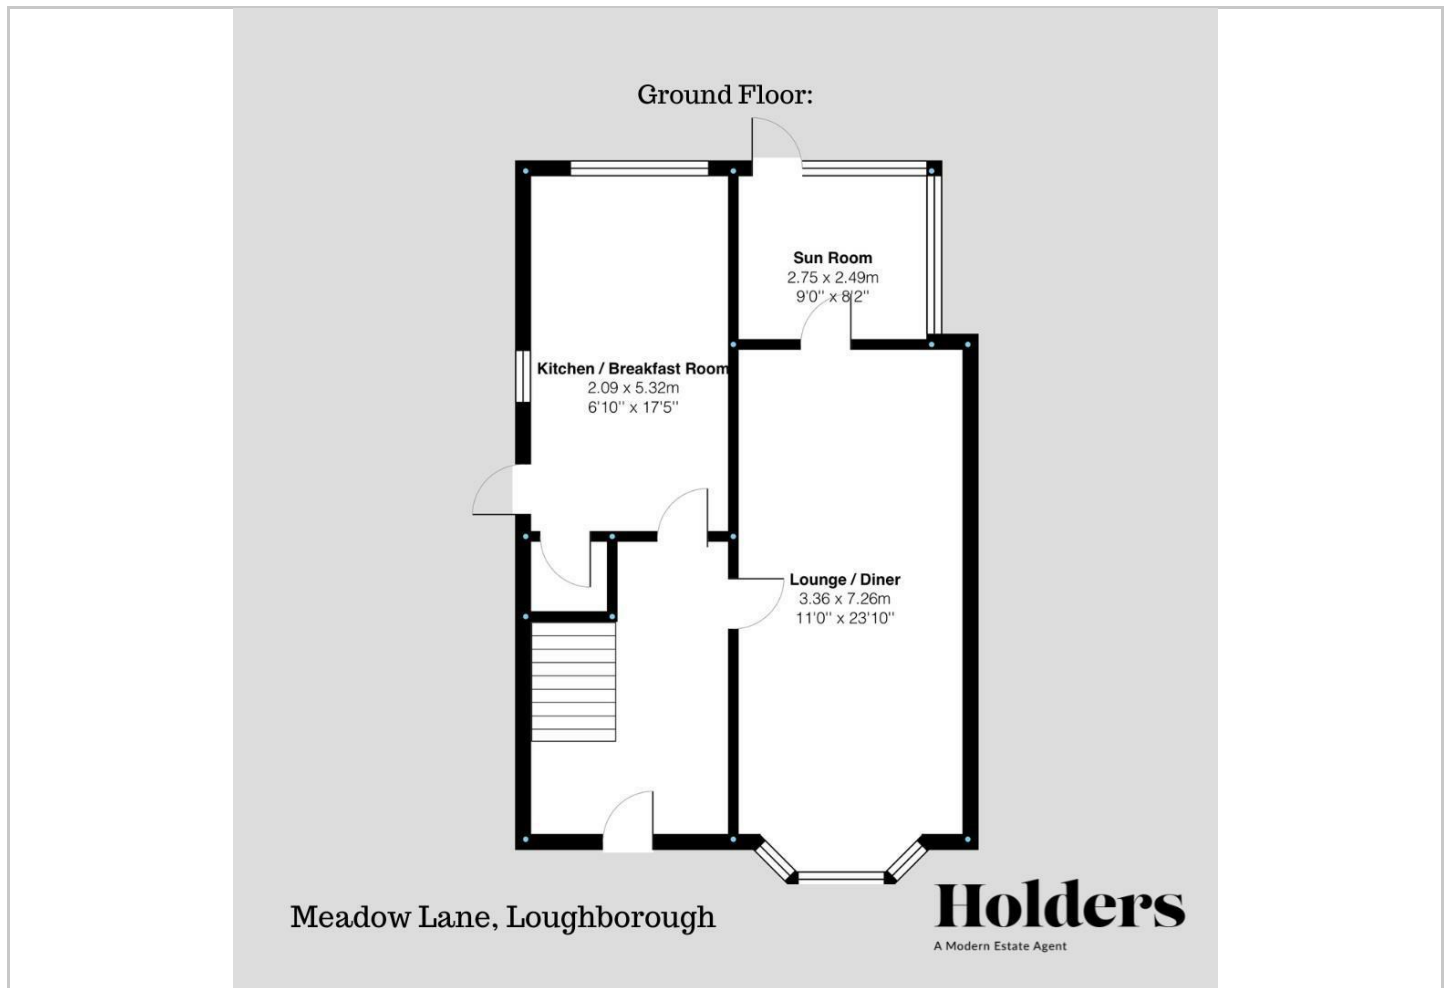 Ground Floor:
Sun Room
2.75 x 2.49m
9'0'' x 8'2''
Kitchen / Breakfast Room
2.09 x 5.32m
6'10'' x 17'5''
Lounge / Diner
3.36 x 7.26m
11'0'' x 23'10''
Meadow Lane, Loughborough
Holders
A Modern Estate Agent